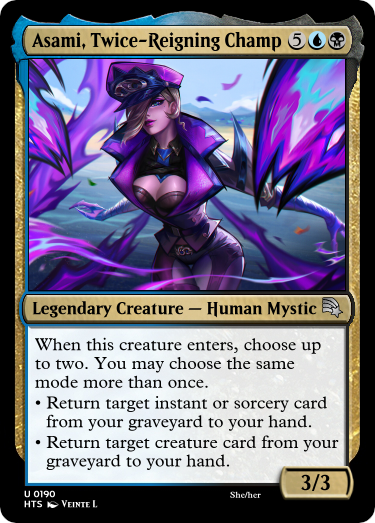 Asami, Twice-Reigning Champ 5
Legendary Creature — Human Mystic
When this creature enters, choose up
to two. You may choose the same
mode more than once.
• Return target instant or sorcery card
from your graveyard to your hand.
• Return target creature card from your
graveyard to your hand.
3/3
U 0190
HTS Veinte L
She/her